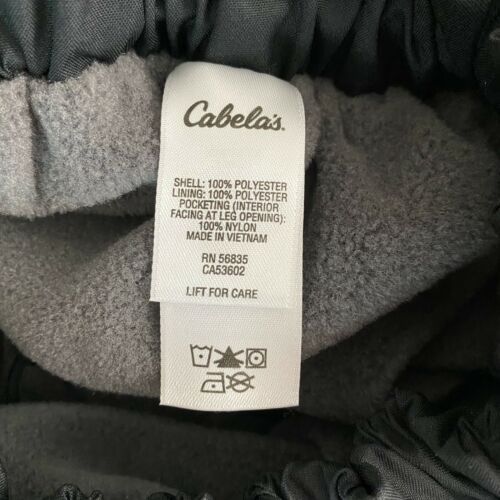 Cabela's.
SHELL: 100% POLYESTER
LINING: 100% POLYESTER
POCKETING (INTERIOR
FACING AT LEG OPENING):
100% NYLON
MADE IN VIETNAM
RN 56835
CA53602
LIFT FOR CARE